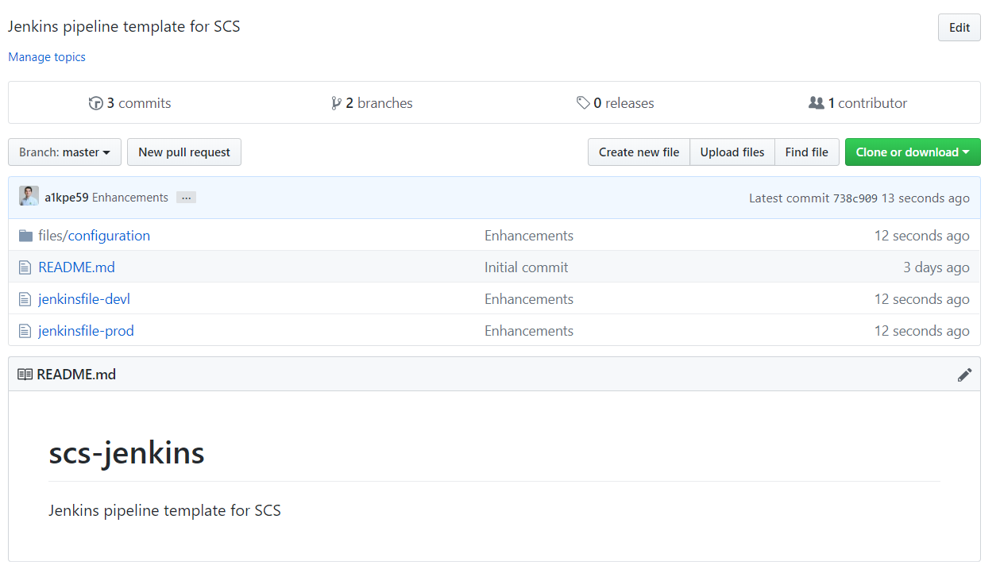 Jenkins pipeline template for SCS
Edit
Manage topics
3 commits
2 branches
0 releases
1 contributor
Branch: master
New pull request
Create new file
Upload files
Find file
Clone or download
a1kpe59 Enhancements ...
Latest commit 738c909 13 seconds ago
files/configuration Enhancements 12 seconds ago
README.md Initial commit 3 days ago
jenkinsfile-devl Enhancements 12 seconds ago
jenkinsfile-prod Enhancements 12 seconds ago
README.md
scs-jenkins
Jenkins pipeline template for SCS